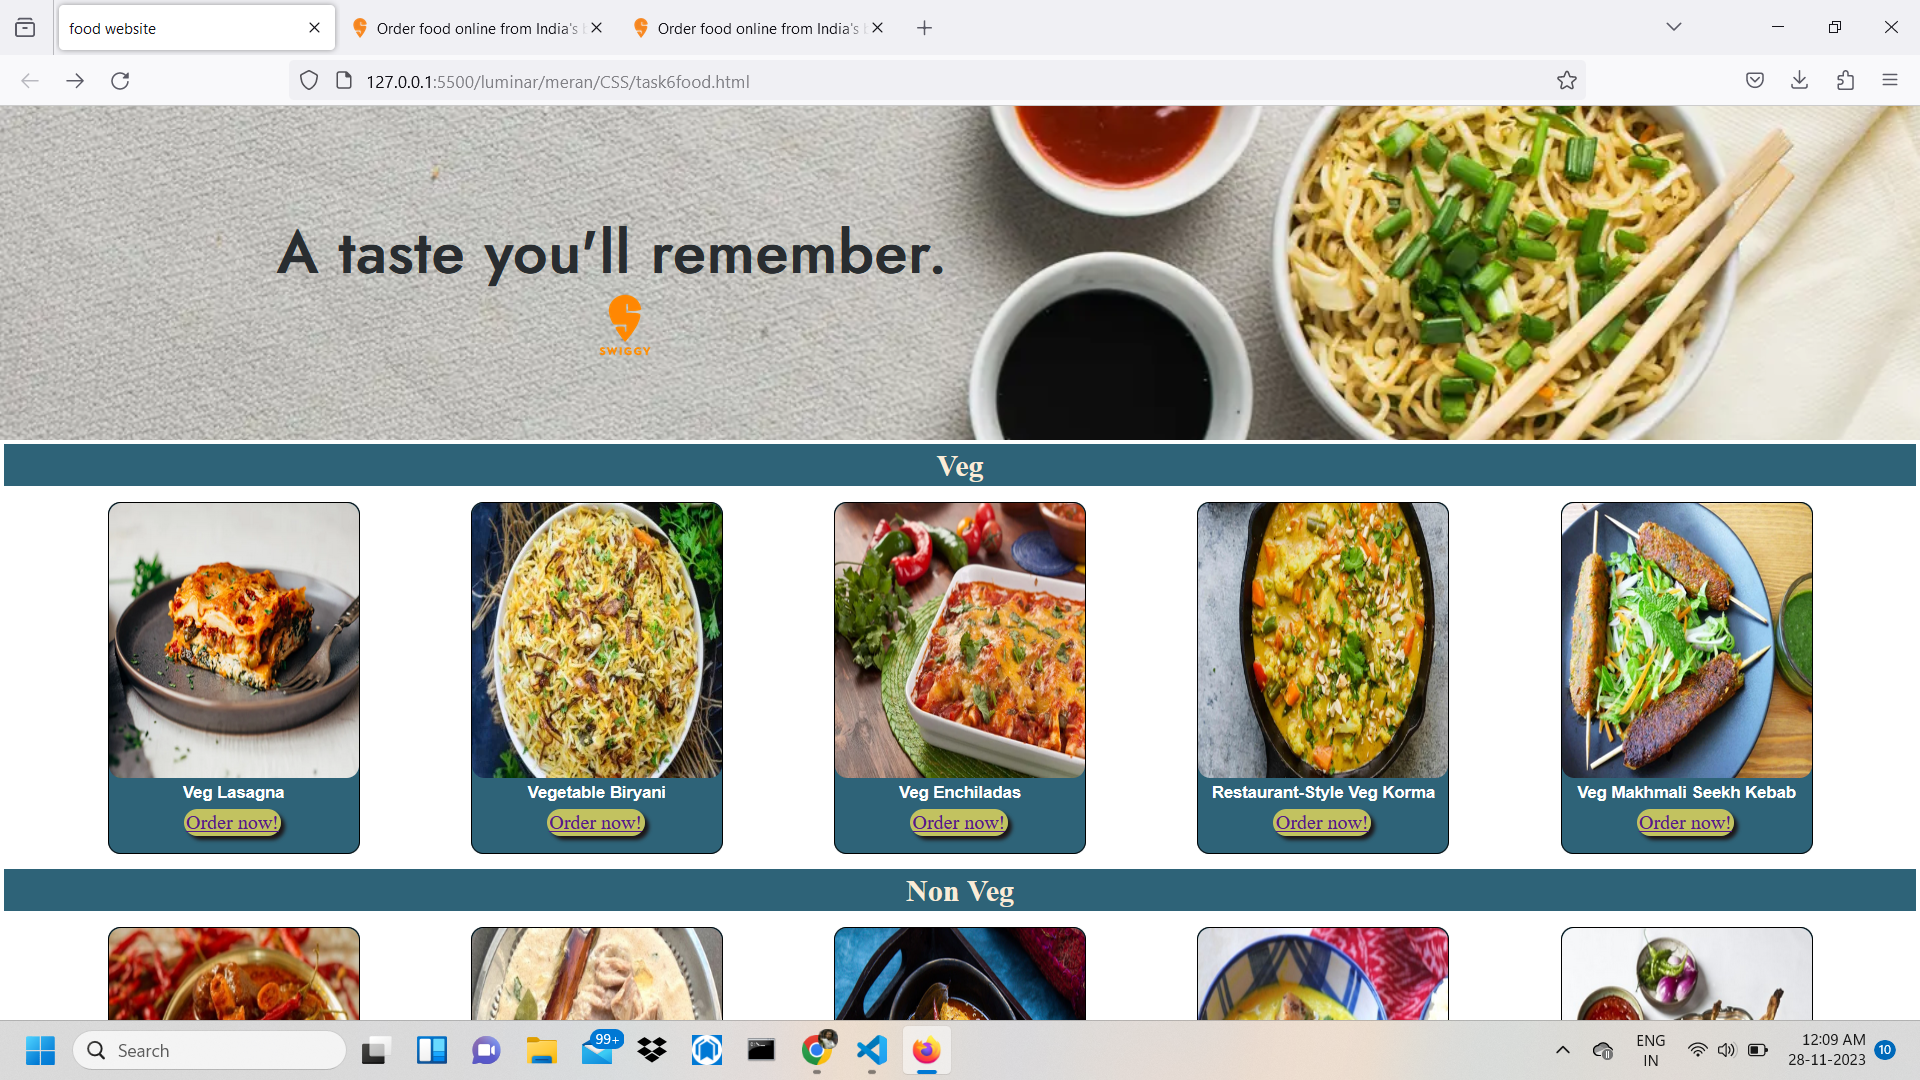 food website
Order food online from India's
Order food online from India's
127.0.0.1:5500/luminar/meran/CSS/task6food.html
A taste you'll remember.
SWIGGY
Veg
Veg Lasagna
Order now!
Vegetable Biryani
Order now!
Veg Enchiladas
Order now!
Restaurant-Style Veg Korma
Order now!
Veg Makhmali Seekh Kebab
Order now!
Non Veg
Search
99+
ENG
IN
12:09 AM
28-11-2023
10